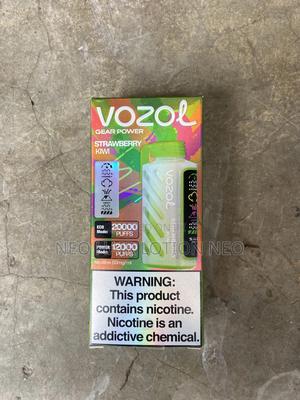 VOZOL
GEAR POWER
STRAWBERRY
KIWI
ECO
Mode:
20000
PUFFS
POWER
Mode:
12000
PUFFS
VOZOL
WARNING:
This product
contains nicotine.
Nicotine is an
addictive chemical.